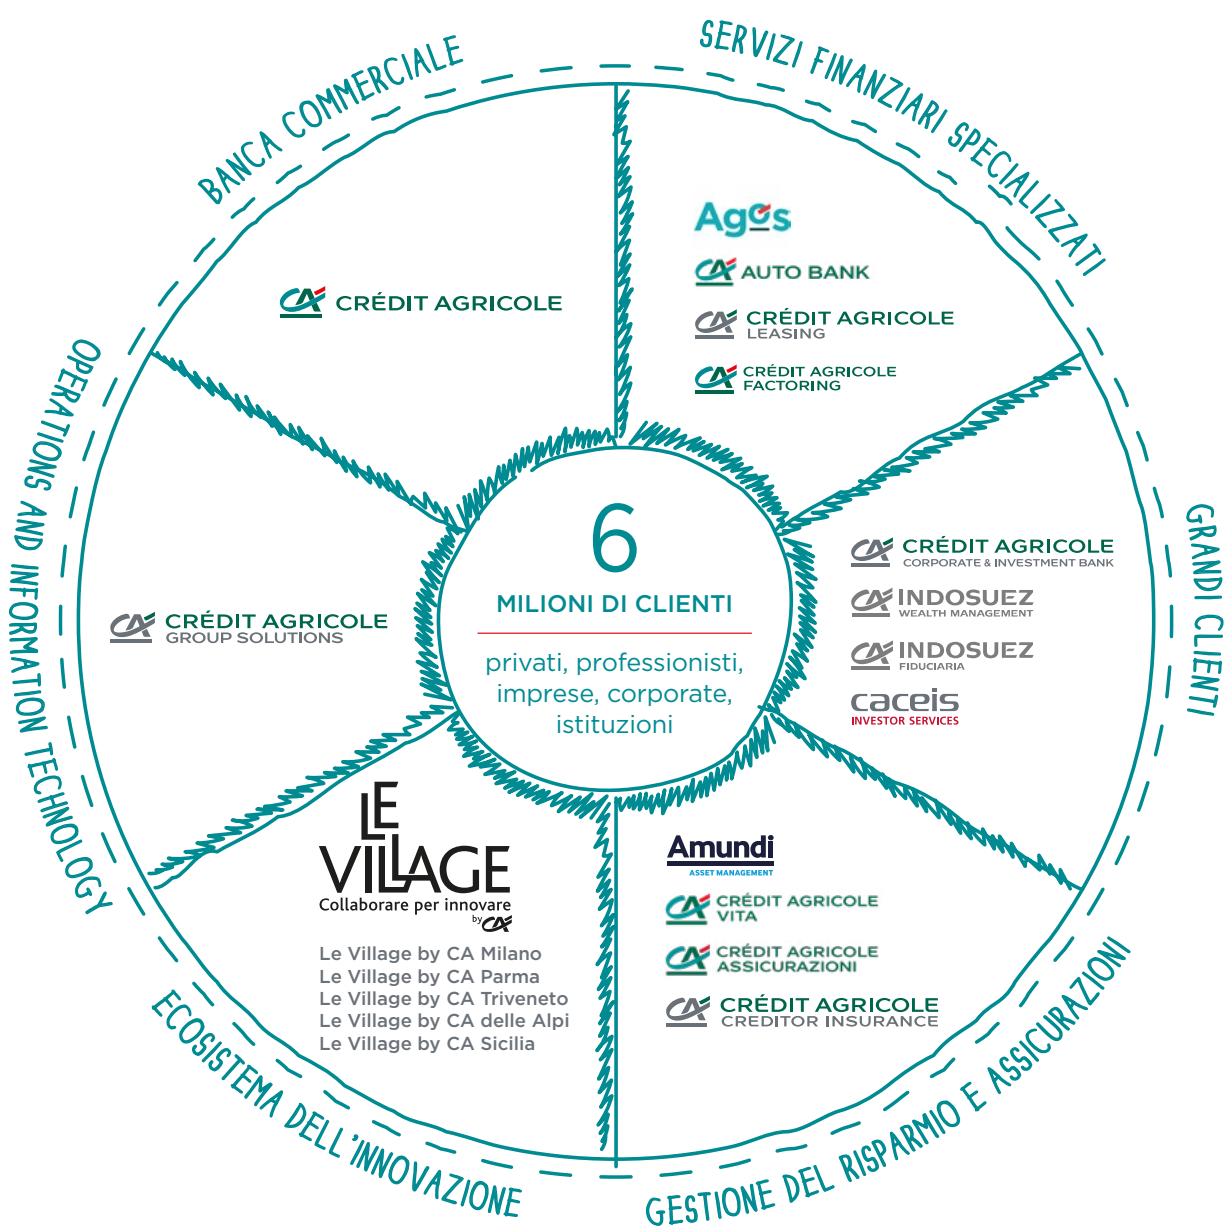 BANCA COMMERCIALE
CRÉDIT AGRICOLE
SERVIZI FINANZIARI SPECIALIZZATI
Agos
CA AUTO BANK
CRÉDIT AGRICOLE
LEASING
CRÉDIT AGRICOLE
FACTORING
GRANDI CLIENTI
CRÉDIT AGRICOLE
CORPORATE & INVESTMENT BANK
INDOSUEZ
WEALTH MANAGEMENT
INDOSUEZ
FIDUCIARIA
caceis
INVESTOR SERVICES
GESTIONE DEL RISPARMIO E ASSICURAZIONI
Amundi
ASSET MANAGEMENT
CRÉDIT AGRICOLE
VITA
CRÉDIT AGRICOLE
ASSICURAZIONI
CRÉDIT AGRICOLE
CREDITOR INSURANCE
ECOSISTEMA DELL'INNOVAZIONE
LE
VILLAGE
Collaborare per innovare
by CA
Le Village by CA Milano
Le Village by CA Parma
Le Village by CA Triveneto
Le Village by CA delle Alpi
Le Village by CA Sicilia
OPERATIONS AND INFORMATION TECHNOLOGY
CRÉDIT AGRICOLE
GROUP SOLUTIONS
6
MILIONI DI CLIENTI
privati, professionisti,
imprese, corporate,
istituzioni